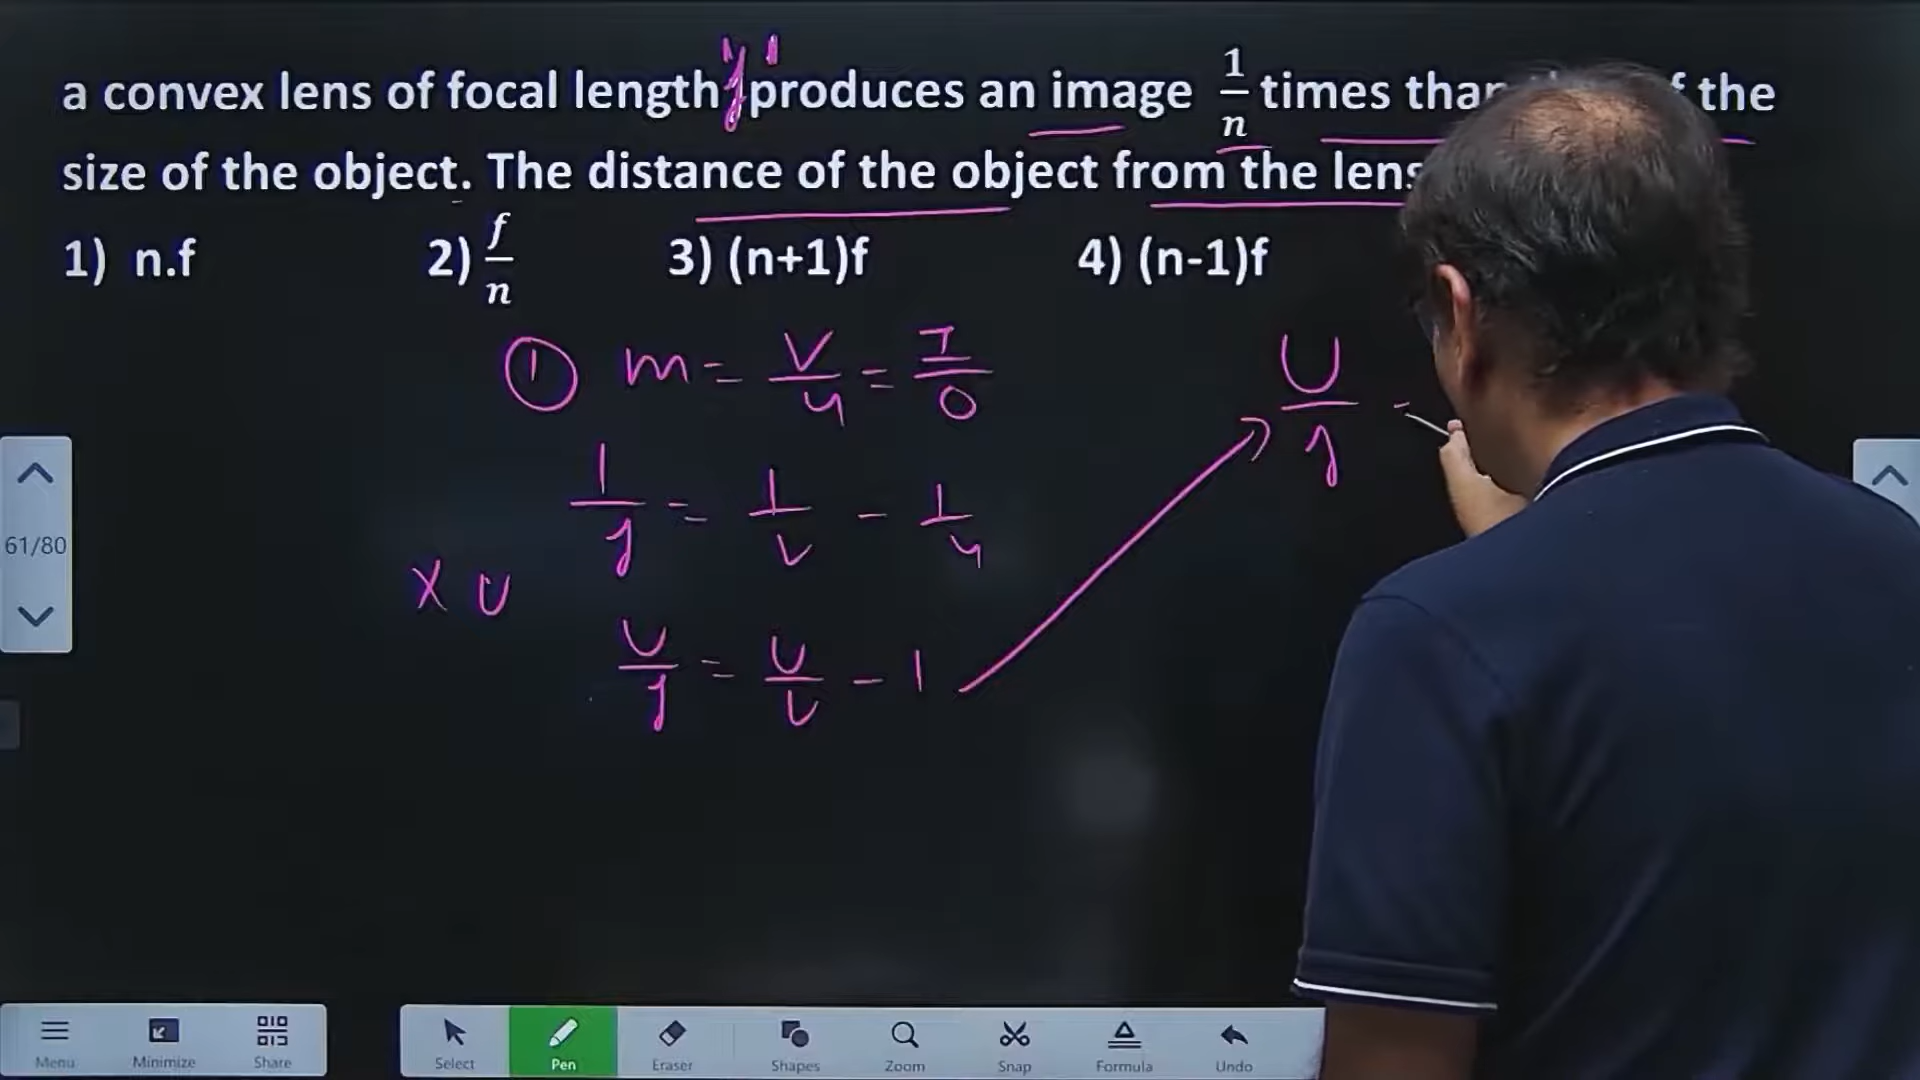 a convex lens of focal length f produces an image 1/n times than the
size of the object. The distance of the object from the lens
1) n.f 2) f/n 3) (n+1)f 4) (n-1)f
① m = v/u = I/O
1/f = 1/v - 1/u
x u
u/f = u/v - 1
u/f =
61/80
Menu Minimize Share Select Pen Eraser Shapes Zoom Snap Formula Undo